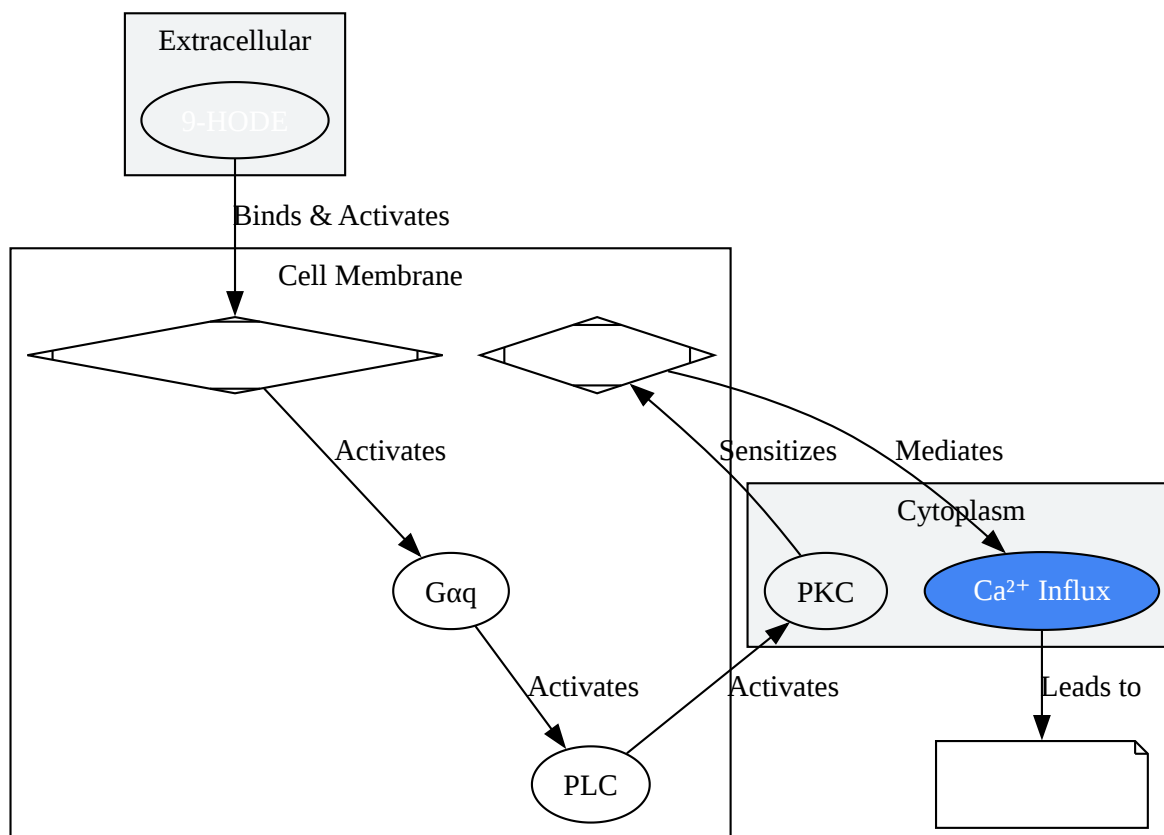 Extracellular
9-HODE
Binds & Activates
Cell Membrane
Activates
Sensitizes
Mediates
Cytoplasm
Gαq
PKC
Ca²⁺ Influx
Activates
Activates
Leads to
PLC